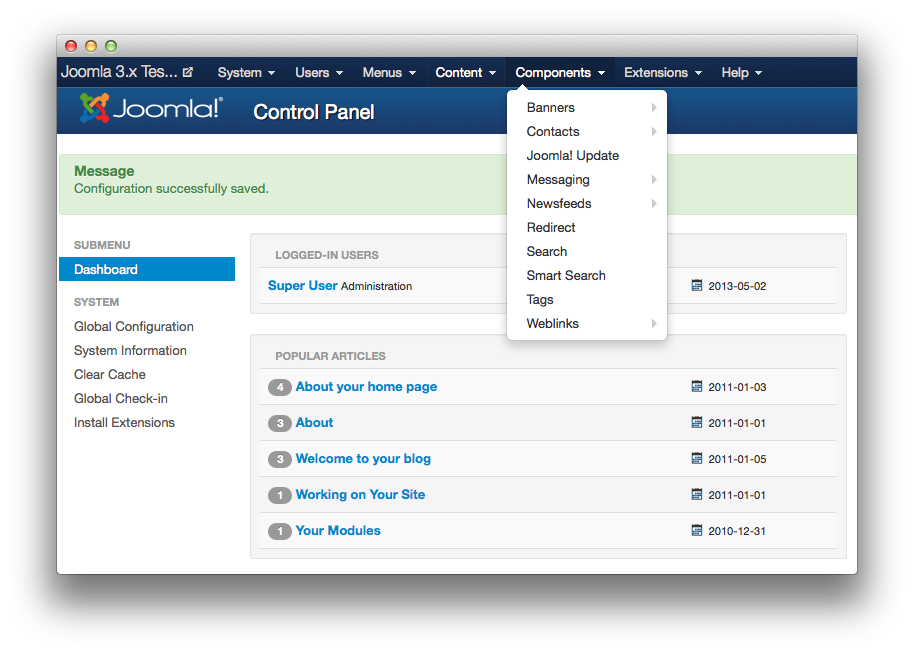 Joomla 3.x Tes... System Users Menus Content Components Extensions Help
Joomla!® Control Panel
Banners
Contacts
Joomla! Update
Messaging
Newsfeeds
Redirect
Search
Smart Search
Tags
Weblinks
Message
Configuration successfully saved.
SUBMENU
Dashboard
SYSTEM
Global Configuration
System Information
Clear Cache
Global Check-in
Install Extensions
LOGGED-IN USERS
Super User Administration 2013-05-02
POPULAR ARTICLES
4 About your home page 2011-01-03
3 About 2011-01-01
3 Welcome to your blog 2011-01-05
1 Working on Your Site 2011-01-01
1 Your Modules 2010-12-31